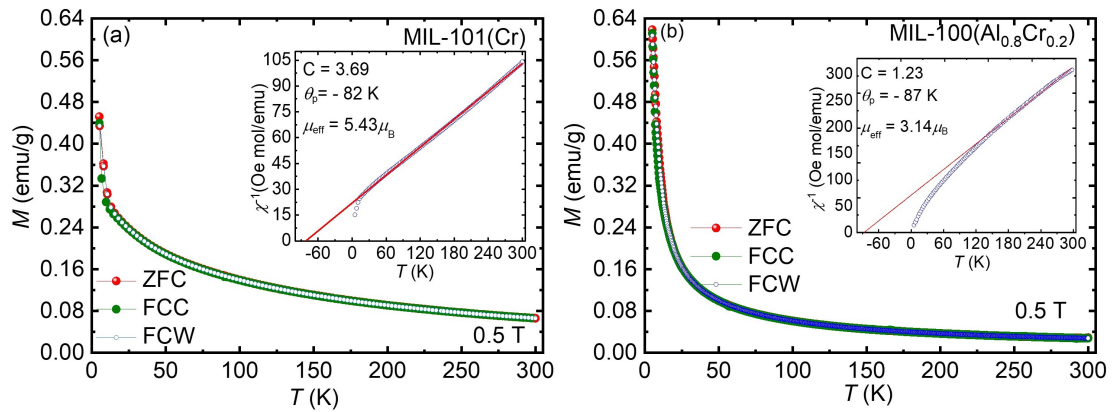 (a)
MIL-101(Cr)
M (emu/g)
0.64
0.56
0.48
0.40
0.32
0.24
0.16
0.08
0.00
0 50 100 150 200 250 300
T (K)
ZFC
FCC
FCW
0.5 T
χ⁻¹(Oe mol/emu)
105
90
75
60
45
30
15
0
-60 0 60 120 180 240 300
T (K)
C = 3.69
θp= - 82 K
μeff = 5.43μB
(b)
MIL-100(Al0.8Cr0.2)
M (emu/g)
0.64
0.56
0.48
0.40
0.32
0.24
0.16
0.08
0.00
0 50 100 150 200 250 300
T (K)
ZFC
FCC
FCW
0.5 T
χ⁻¹(Oe mol/emu)
300
250
200
150
100
50
0
-60 0 60 120 180 240 300
T (K)
C = 1.23
θp = - 87 K
μeff = 3.14μB